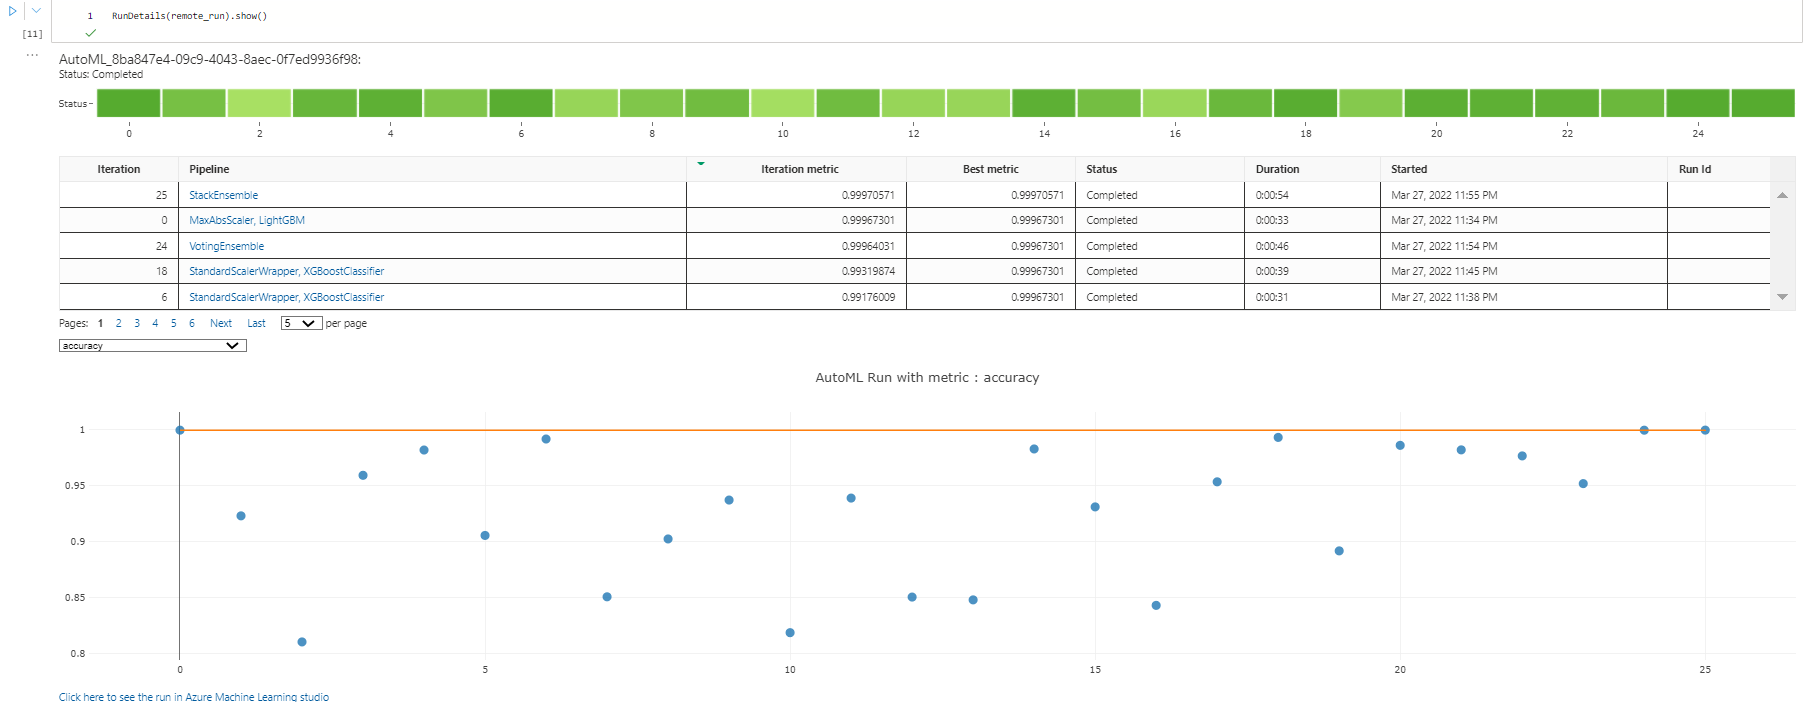 1 RunDetails(remote_run).show()
[11]
...
AutoML_8ba847e4-09c9-4043-8aec-0f7ed9936f98:
Status: Completed
Status
0 2 4 6 8 10 12 14 16 18 20 22 24
Iteration Pipeline Iteration metric Best metric Status Duration Started Run Id
25 StackEnsemble 0.99970571 0.99970571 Completed 0:00:54 Mar 27, 2022 11:55 PM
0 MaxAbsScaler, LightGBM 0.99967301 0.99967301 Completed 0:00:33 Mar 27, 2022 11:34 PM
24 VotingEnsemble 0.99964031 0.99967301 Completed 0:00:46 Mar 27, 2022 11:54 PM
18 StandardScalerWrapper, XGBoostClassifier 0.99319874 0.99967301 Completed 0:00:39 Mar 27, 2022 11:45 PM
6 StandardScalerWrapper, XGBoostClassifier 0.99176009 0.99967301 Completed 0:00:31 Mar 27, 2022 11:38 PM
Pages: 1 2 3 4 5 6 Next Last 5 per page
accuracy
AutoML Run with metric : accuracy
1
0.95
0.9
0.85
0.8
0 5 10 15 20 25
Click here to see the run in Azure Machine Learning studio